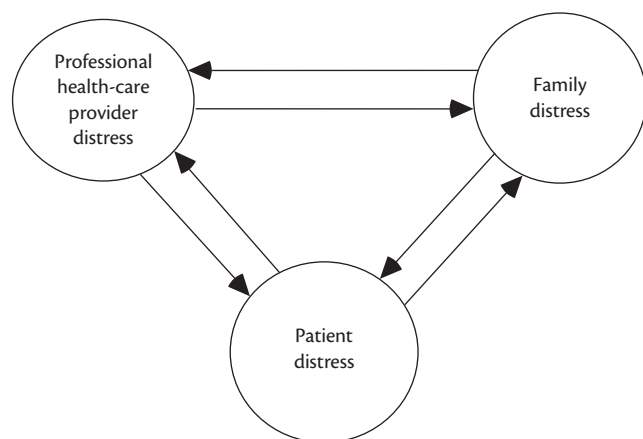 Professional
health-care
provider
distress
Family
distress
Patient
distress